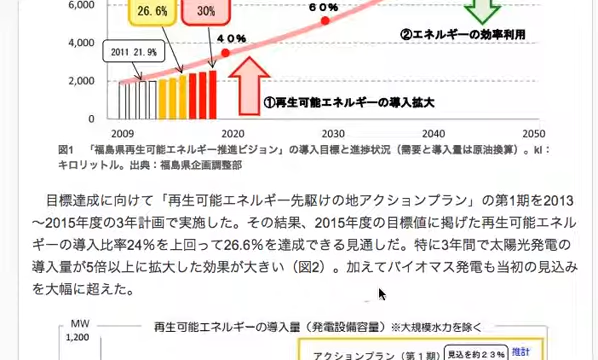 6,000
26.6%
30%
60%
②エネルギーの効率利用
4,000
2011 21.9%
40%
2,000
①再生可能エネルギーの導入拡大
0
2009 2020 2030 2040 2050
図1 「福島県再生可能エネルギー推進ビジョン」の導入目標と進捗状況（需要と導入量は原油換算）。kl：
キロリットル。出典：福島県企画調整部
目標達成に向けて「再生可能エネルギー先駆けの地アクションプラン」の第1期を2013
～2015年度の3年計画で実施した。その結果、2015年度の目標値に掲げた再生可能エネル
ギーの導入比率24％を上回って26.6％を達成できる見通しだ。特に3年間で太陽光発電の
導入量が5倍以上に拡大した効果が大きい（図2）。加えてバイオマス発電も当初の見込み
を大幅に超えた。
MW
再生可能エネルギーの導入量（発電設備容量）※大規模水力を除く
1,200
アクションプラン（第１期）
見込を約２３％
推計